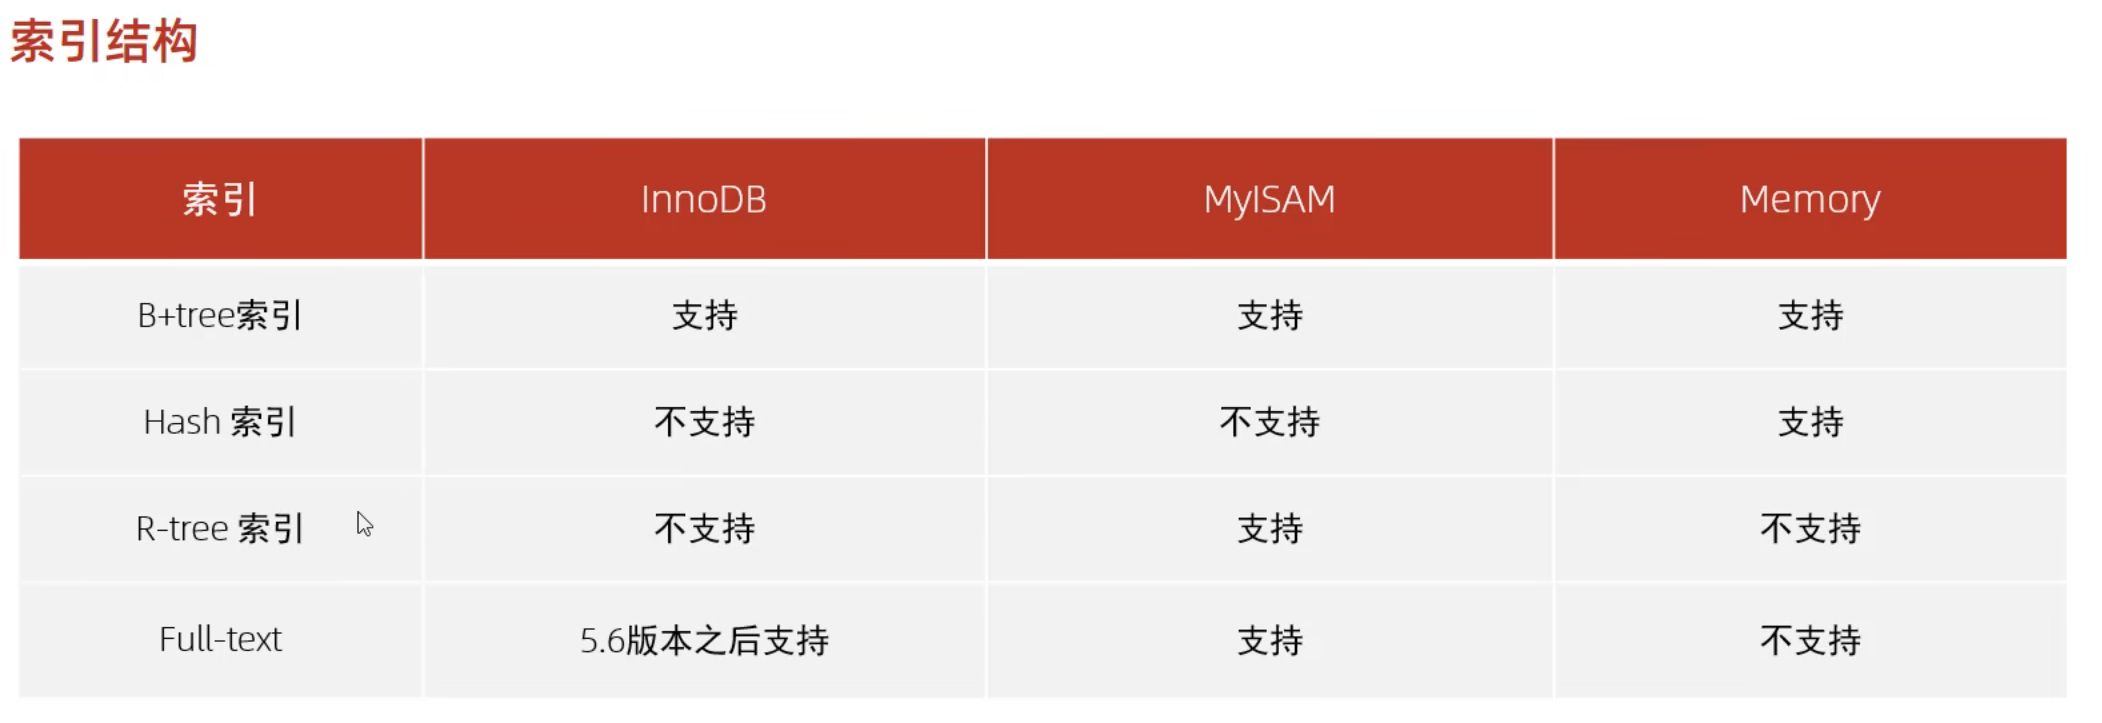 索引结构
索引 InnoDB MyISAM Memory
B+tree索引 支持 支持 支持
Hash 索引 不支持 不支持 支持
R-tree 索引 不支持 支持 不支持
Full-text 5.6版本之后支持 支持 不支持